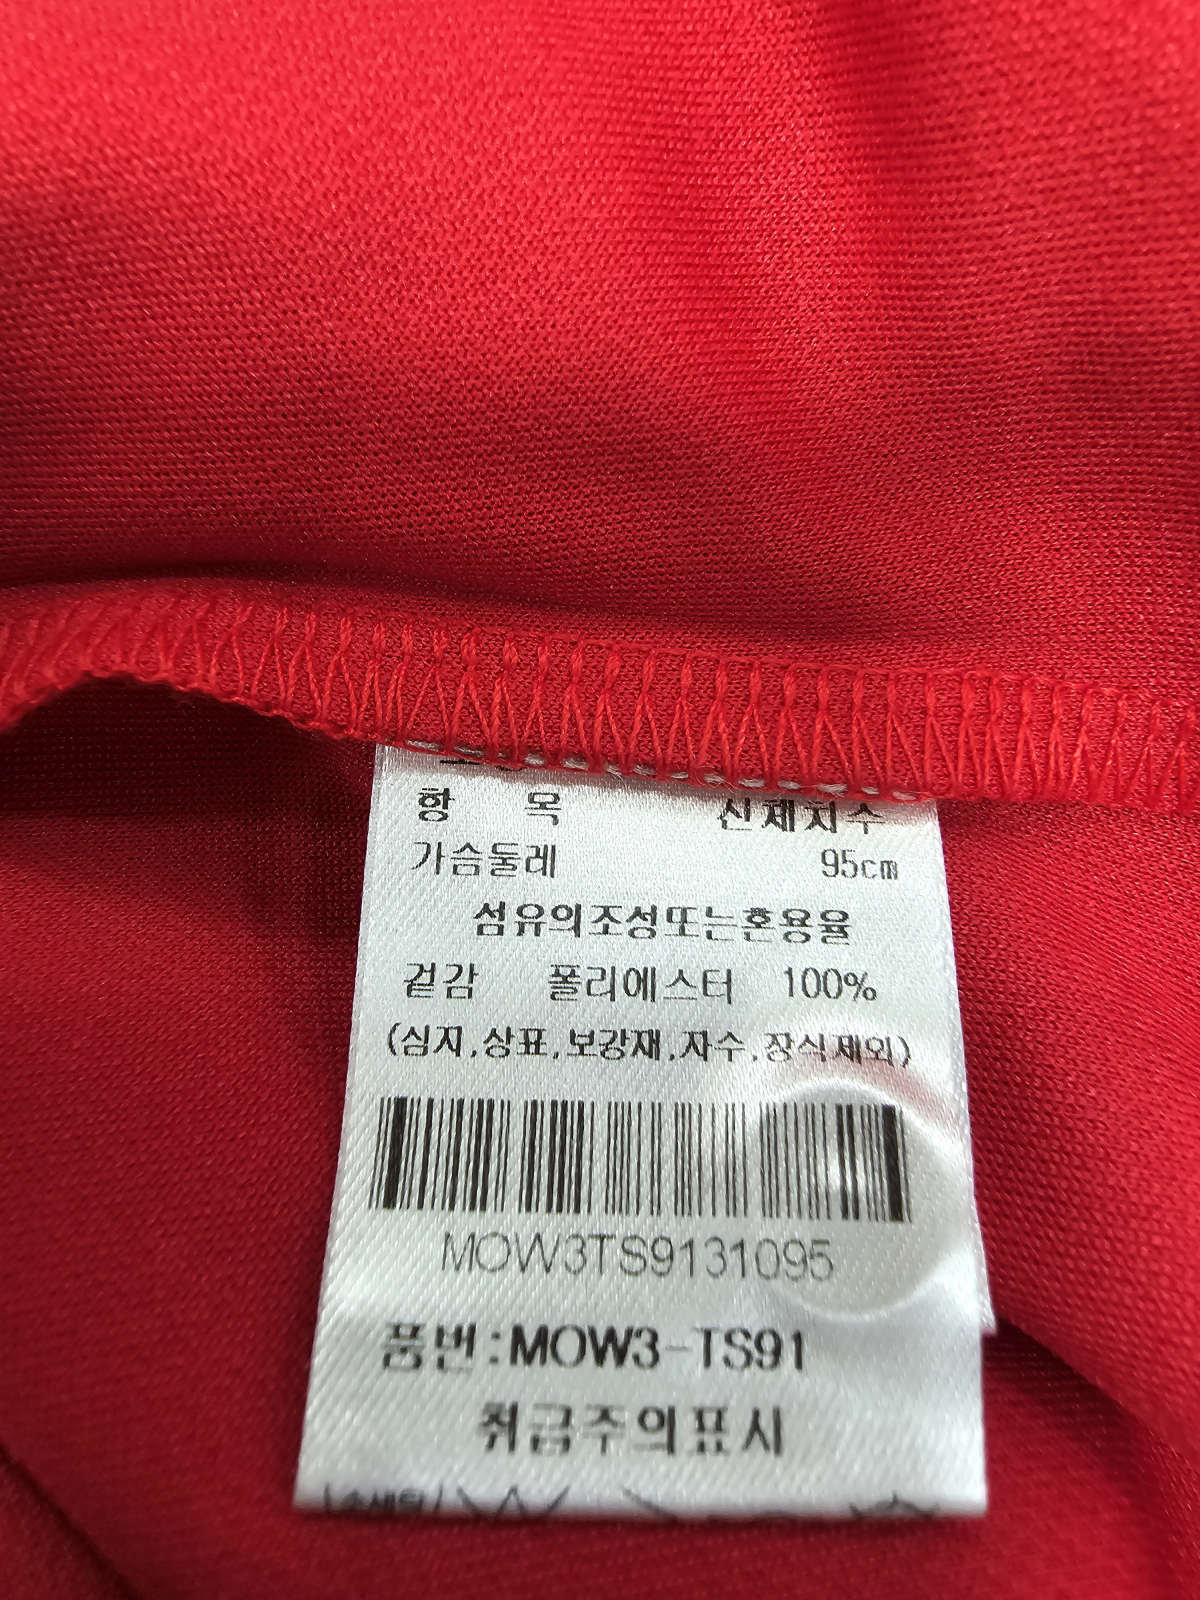 항 목 신체치수
가슴둘레 95cm
섬유의조성또는혼용율
겉감 폴리에스터 100%
(심지,상표,보강재,자수,장식제외)
MOW3TS9131095
품번:MOW3-TS91
취급주의표시